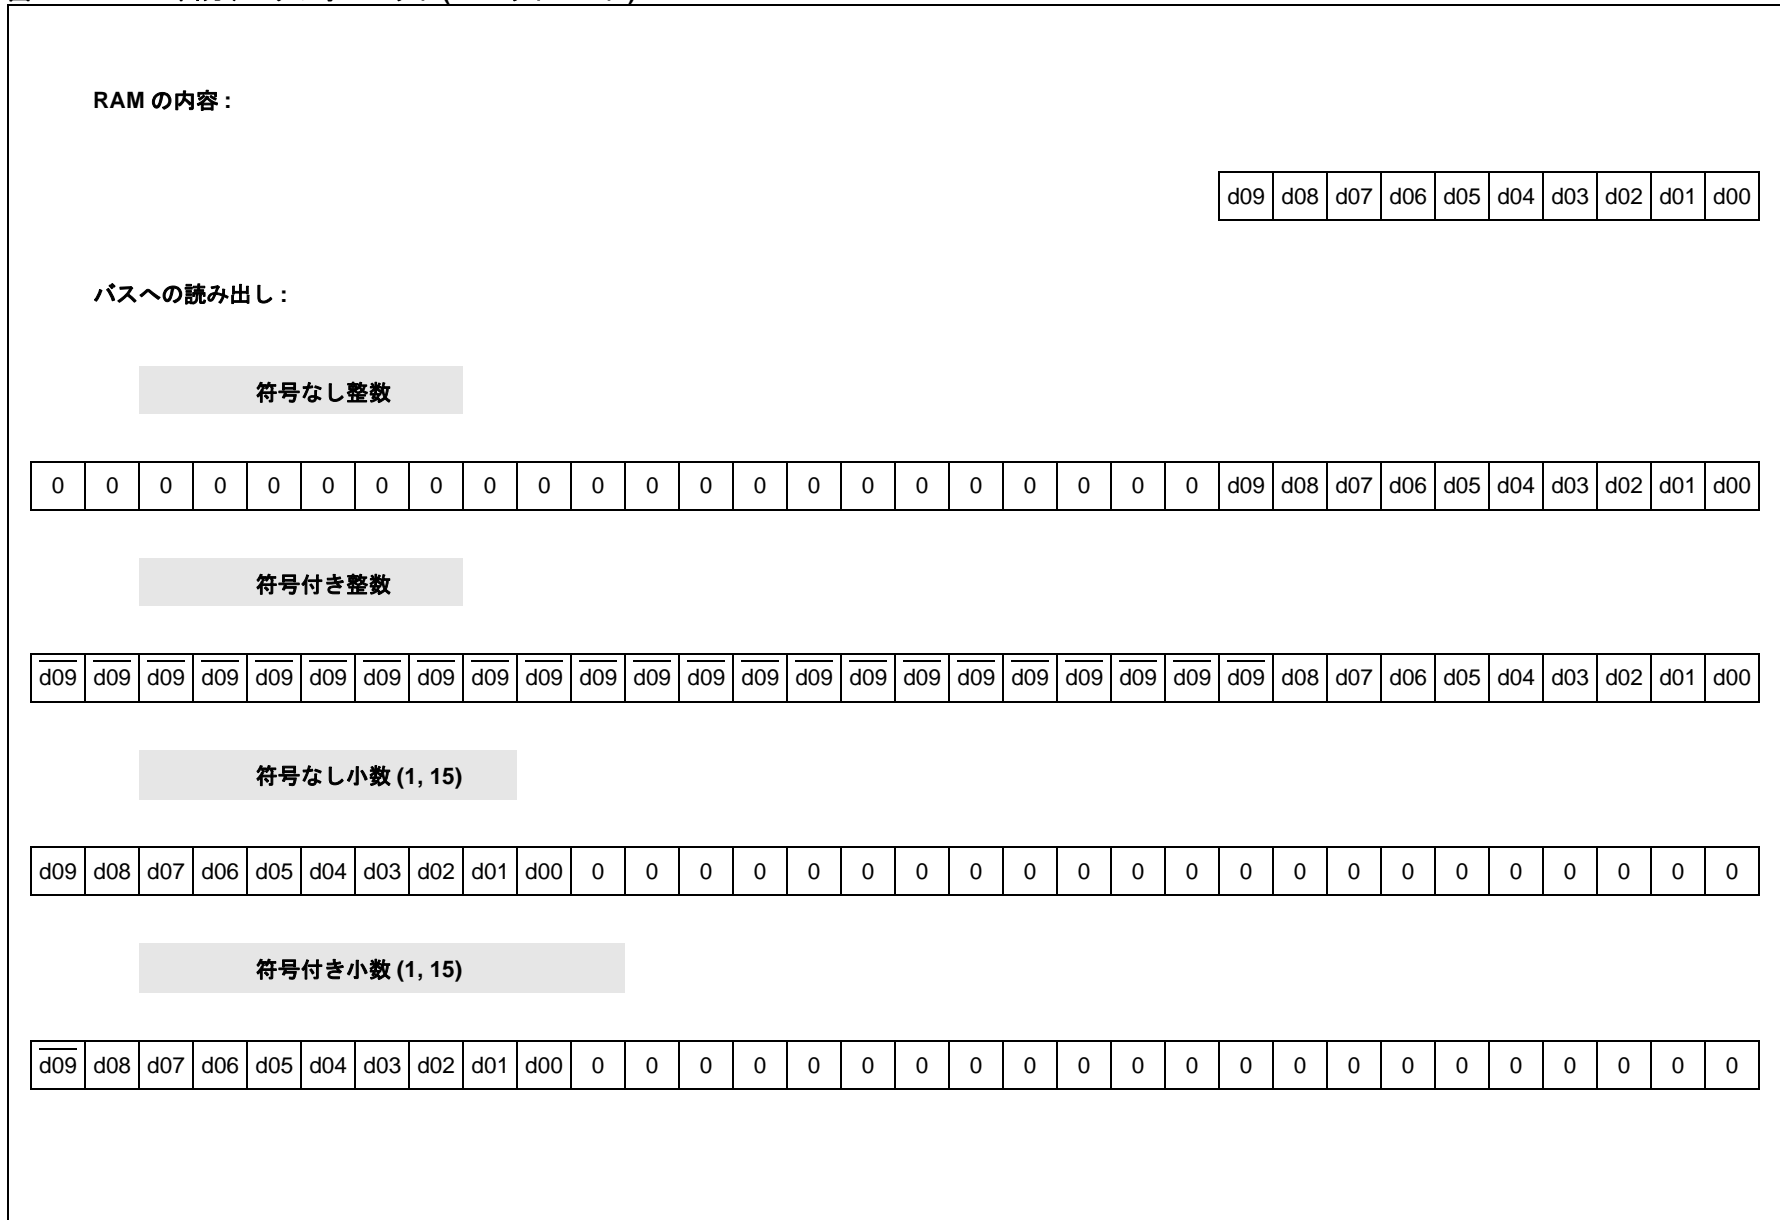 RAM の内容 :
d09 d08 d07 d06 d05 d04 d03 d02 d01 d00
バスへの読み出し :
符号なし整数
0 0 0 0 0 0 0 0 0 0 0 0 0 0 0 0 0 0 0 0 0 0 d09 d08 d07 d06 d05 d04 d03 d02 d01 d00
符号付き整数
d09 d09 d09 d09 d09 d09 d09 d09 d09 d09 d09 d09 d09 d09 d09 d09 d09 d09 d09 d09 d09 d09 d09 d08 d07 d06 d05 d04 d03 d02 d01 d00
符号なし小数 (1, 15)
d09 d08 d07 d06 d05 d04 d03 d02 d01 d00 0 0 0 0 0 0 0 0 0 0 0 0 0 0 0 0 0 0 0 0 0 0
符号付き小数 (1, 15)
d09 d08 d07 d06 d05 d04 d03 d02 d01 d00 0 0 0 0 0 0 0 0 0 0 0 0 0 0 0 0 0 0 0 0 0 0